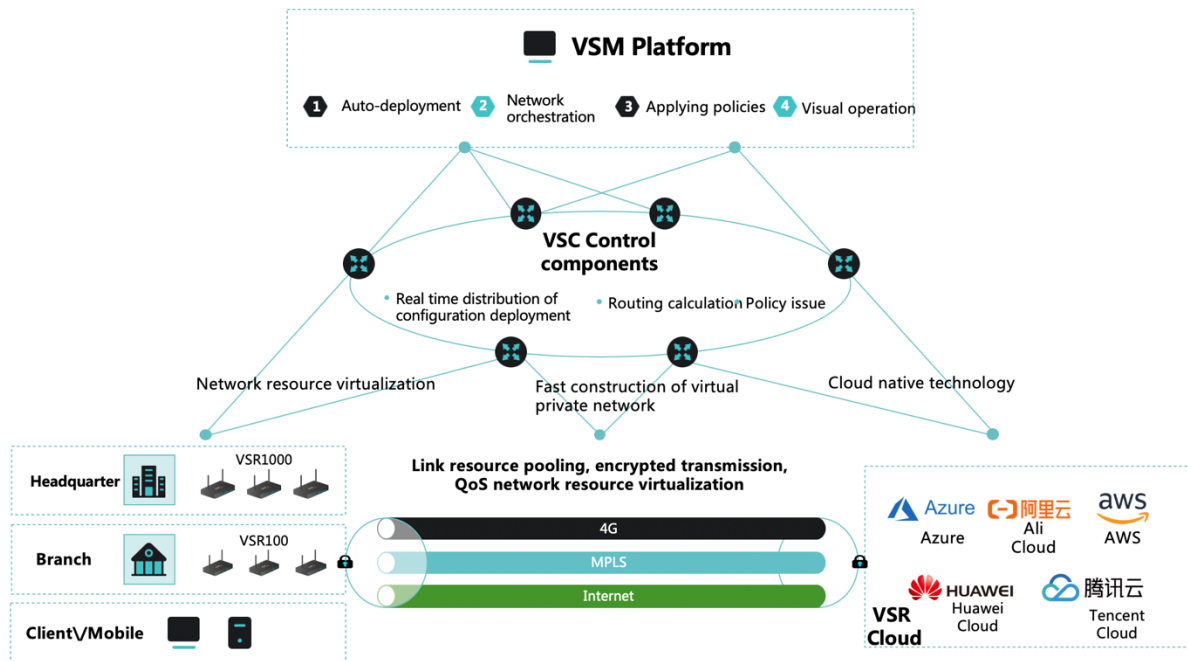 VSM Platform
1 Auto-deployment
2 Network
orchestration
3 Applying policies
4 Visual operation
VSC Control
components
• Real time distribution of
configuration deployment
• Routing calculation
• Policy issue
Network resource virtualization
Fast construction of virtual
private network
Cloud native technology
Headquarter
VSR1000
Branch
VSR100
Client\/Mobile
Link resource pooling, encrypted transmission,
QoS network resource virtualization
4G
MPLS
Internet
Azure
Azure
阿里云
Ali
Cloud
aws
AWS
HUAWEI
Huawei
Cloud
腾讯云
Tencent
Cloud
VSR
Cloud